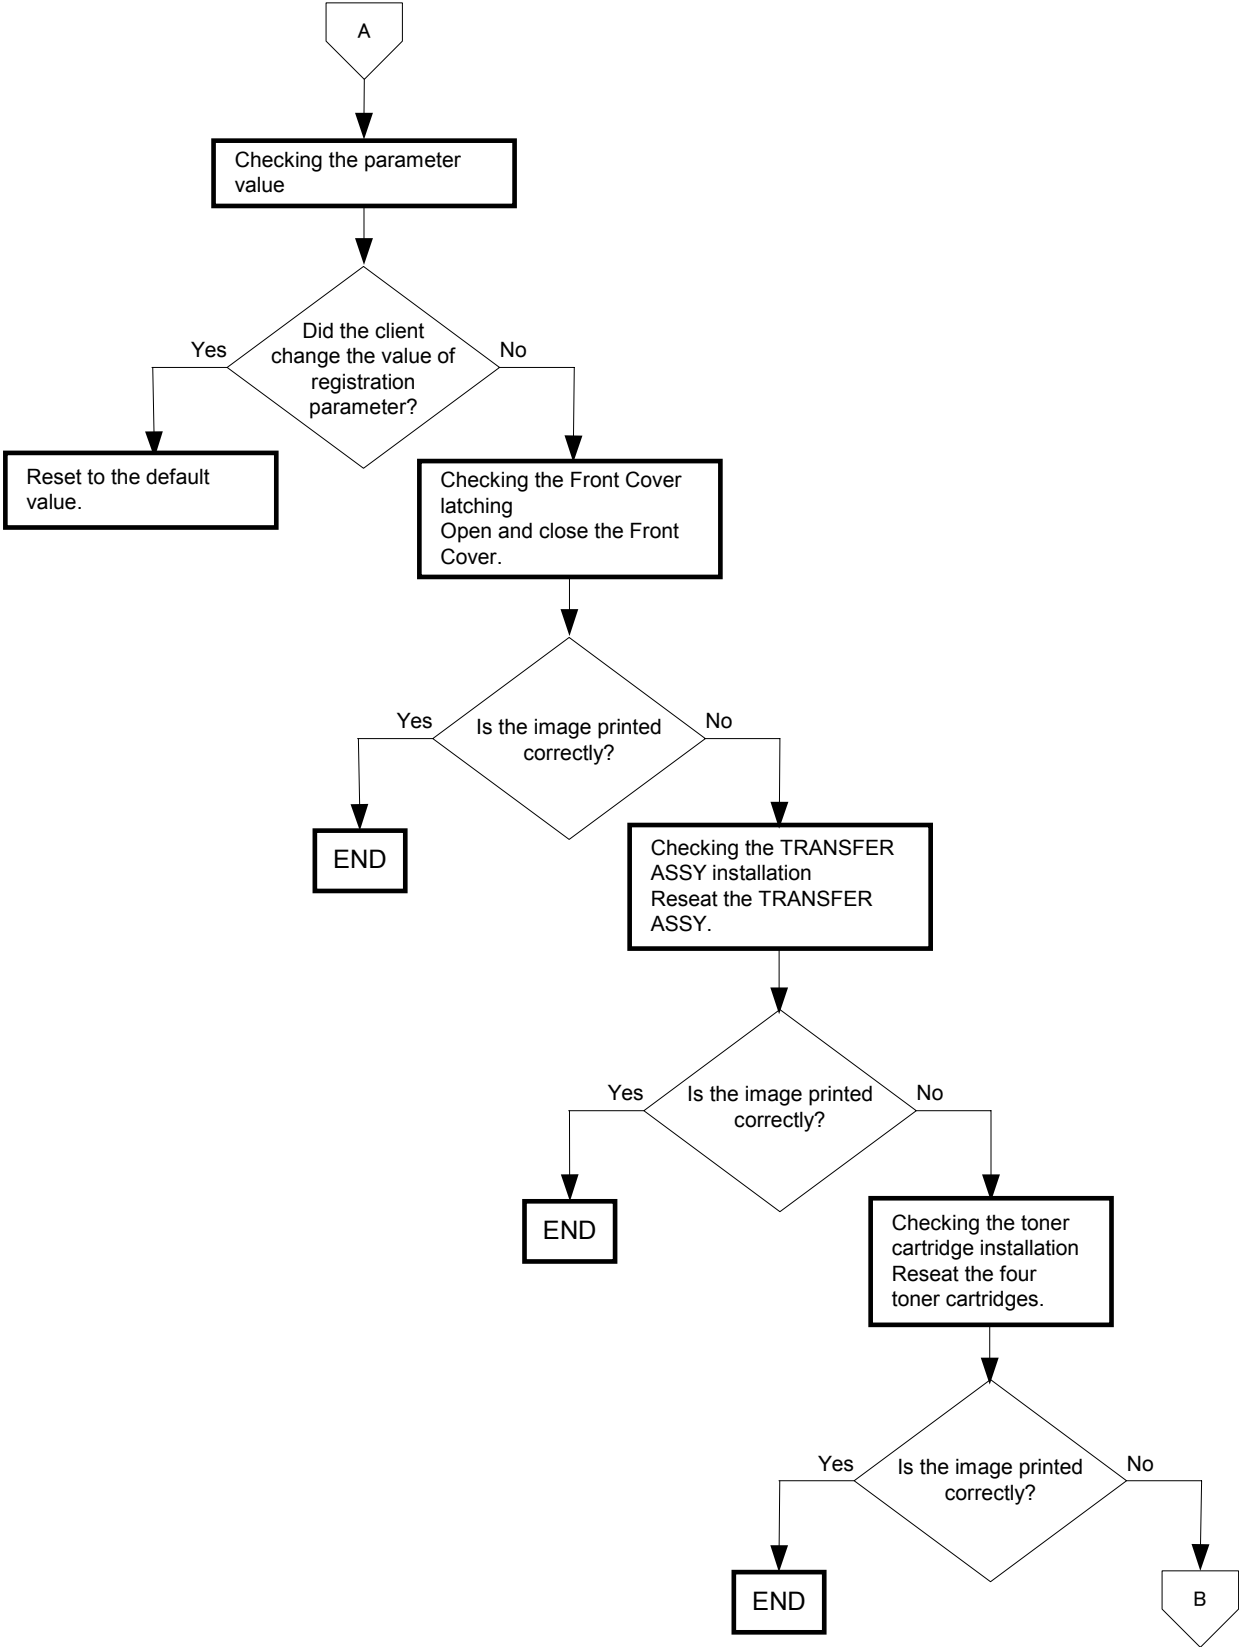 A
Checking the parameter
value
Did the client
change the value of
registration
parameter?
Yes
No
Reset to the default
value.
Checking the Front Cover
latching
Open and close the Front
Cover.
Yes
Is the image printed
correctly?
No
END
Checking the TRANSFER
ASSY installation
Reseat the TRANSFER
ASSY.
Yes
Is the image printed
correctly?
No
END
Checking the toner
cartridge installation
Reseat the four
toner cartridges.
Yes
Is the image printed
correctly?
No
END
B